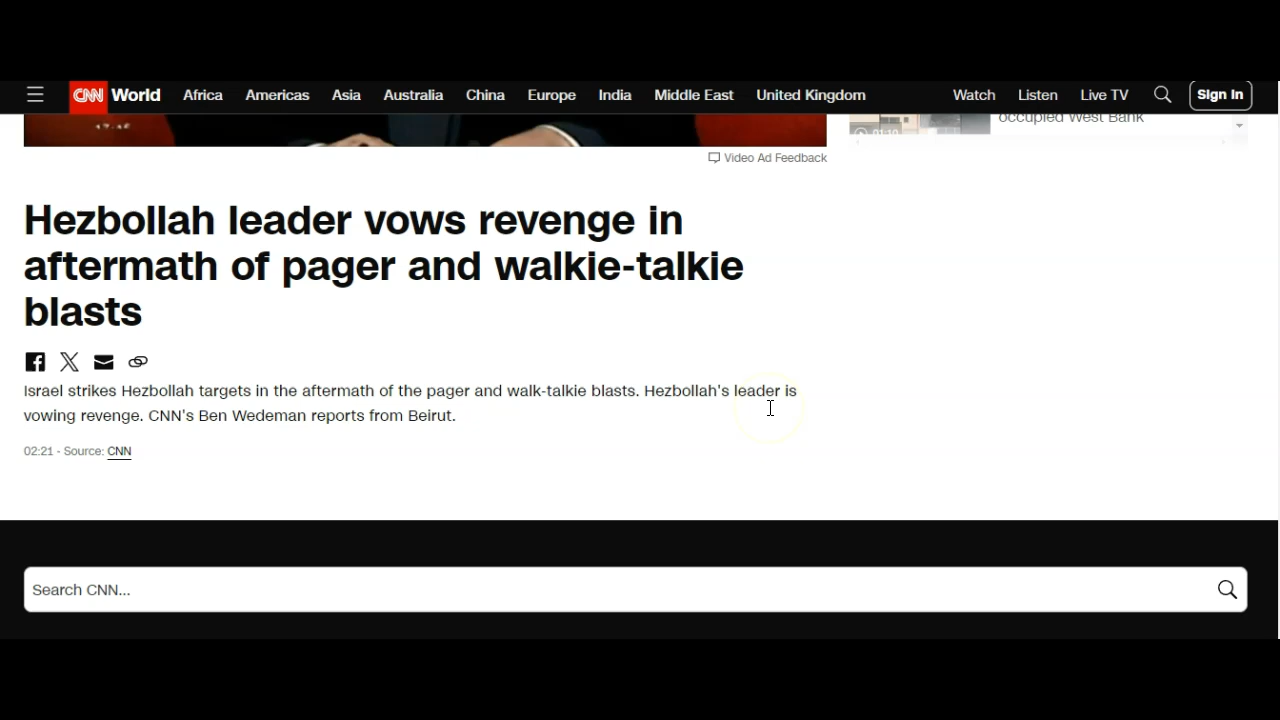 CNN World Africa Americas Asia Australia China Europe India Middle East United Kingdom Watch Listen Live TV Sign in
occupied West Bank
01:10
Video Ad Feedback
Hezbollah leader vows revenge in
aftermath of pager and walkie-talkie
blasts
Israel strikes Hezbollah targets in the aftermath of the pager and walk-talkie blasts. Hezbollah's leader is
vowing revenge. CNN's Ben Wedeman reports from Beirut.
02:21 - Source: CNN
Search CNN...